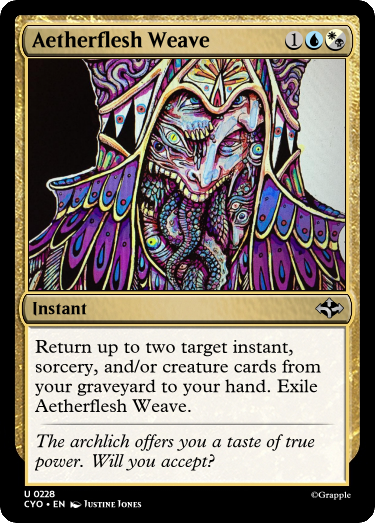 Aetherflesh Weave 1
Instant
Return up to two target instant,
sorcery, and/or creature cards from
your graveyard to your hand. Exile
Aetherflesh Weave.
The archlich offers you a taste of true
power. Will you accept?
U 0228
CYO • EN Justine Jones
©Grapple